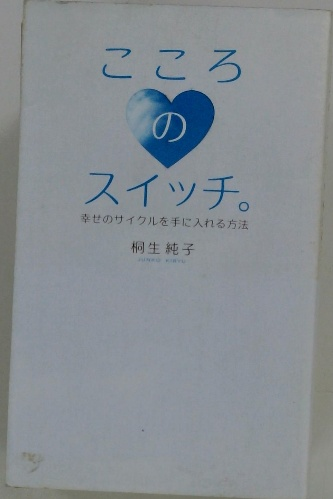 こころ
の
スイッチ。
幸せのサイクルを手に入れる方法
桐生 純子